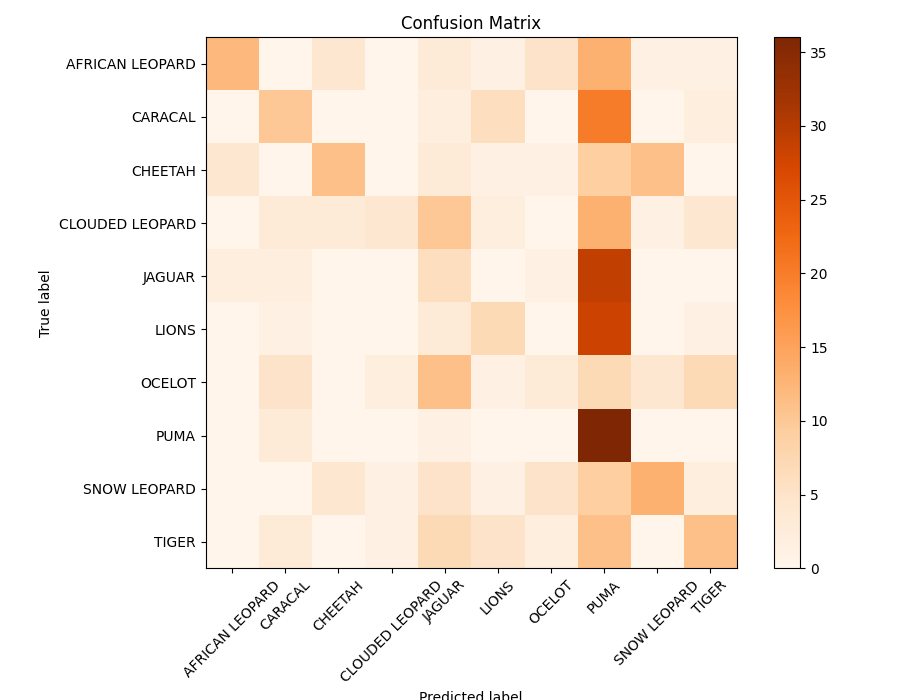 Confusion Matrix
True label
AFRICAN LEOPARD
CARACAL
CHEETAH
CLOUDED LEOPARD
JAGUAR
LIONS
OCELOT
PUMA
SNOW LEOPARD
TIGER
AFRICAN LEOPARD
CARACAL
CHEETAH
CLOUDED LEOPARD
JAGUAR
LIONS
OCELOT
PUMA
SNOW LEOPARD
TIGER
Predicted label
35
30
25
20
15
10
5
0